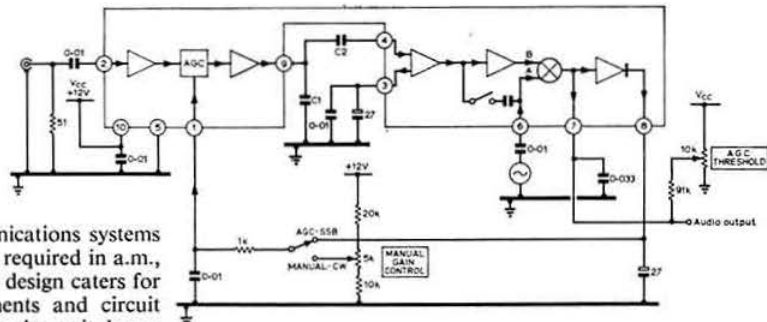 0·01
2
AGC
9
C2
4
B
A
3
VCC
+12V
51
10
5
1
0·01
C1
0·01
27
6
0·01
7
8
0·033
VCC
10k
AGC
THRESHOLD
91k
Audio output
+12V
20k
1k
AGC-SSB
MANUAL-CW
5k
MANUAL
GAIN
CONTROL
10k
0·01
27
nications systems
required in a.m.,
design caters for
nents and circuit